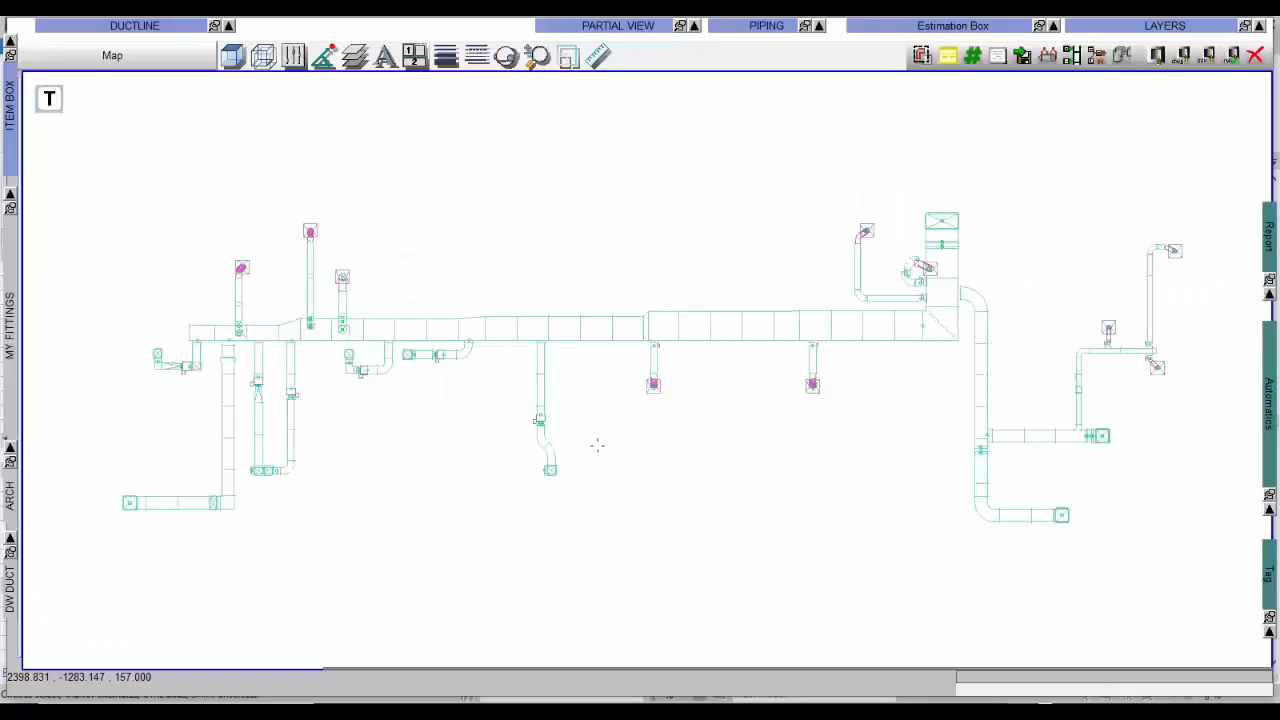 DUCTLINE
PARTIAL VIEW
PIPING
Estimation Box
LAYERS
Map
T
ITEM BOX
MY FITTINGS
ARCH
DW DUCT
Report
Automatics
Tag
2398.831 , -1283.147 , 157.000